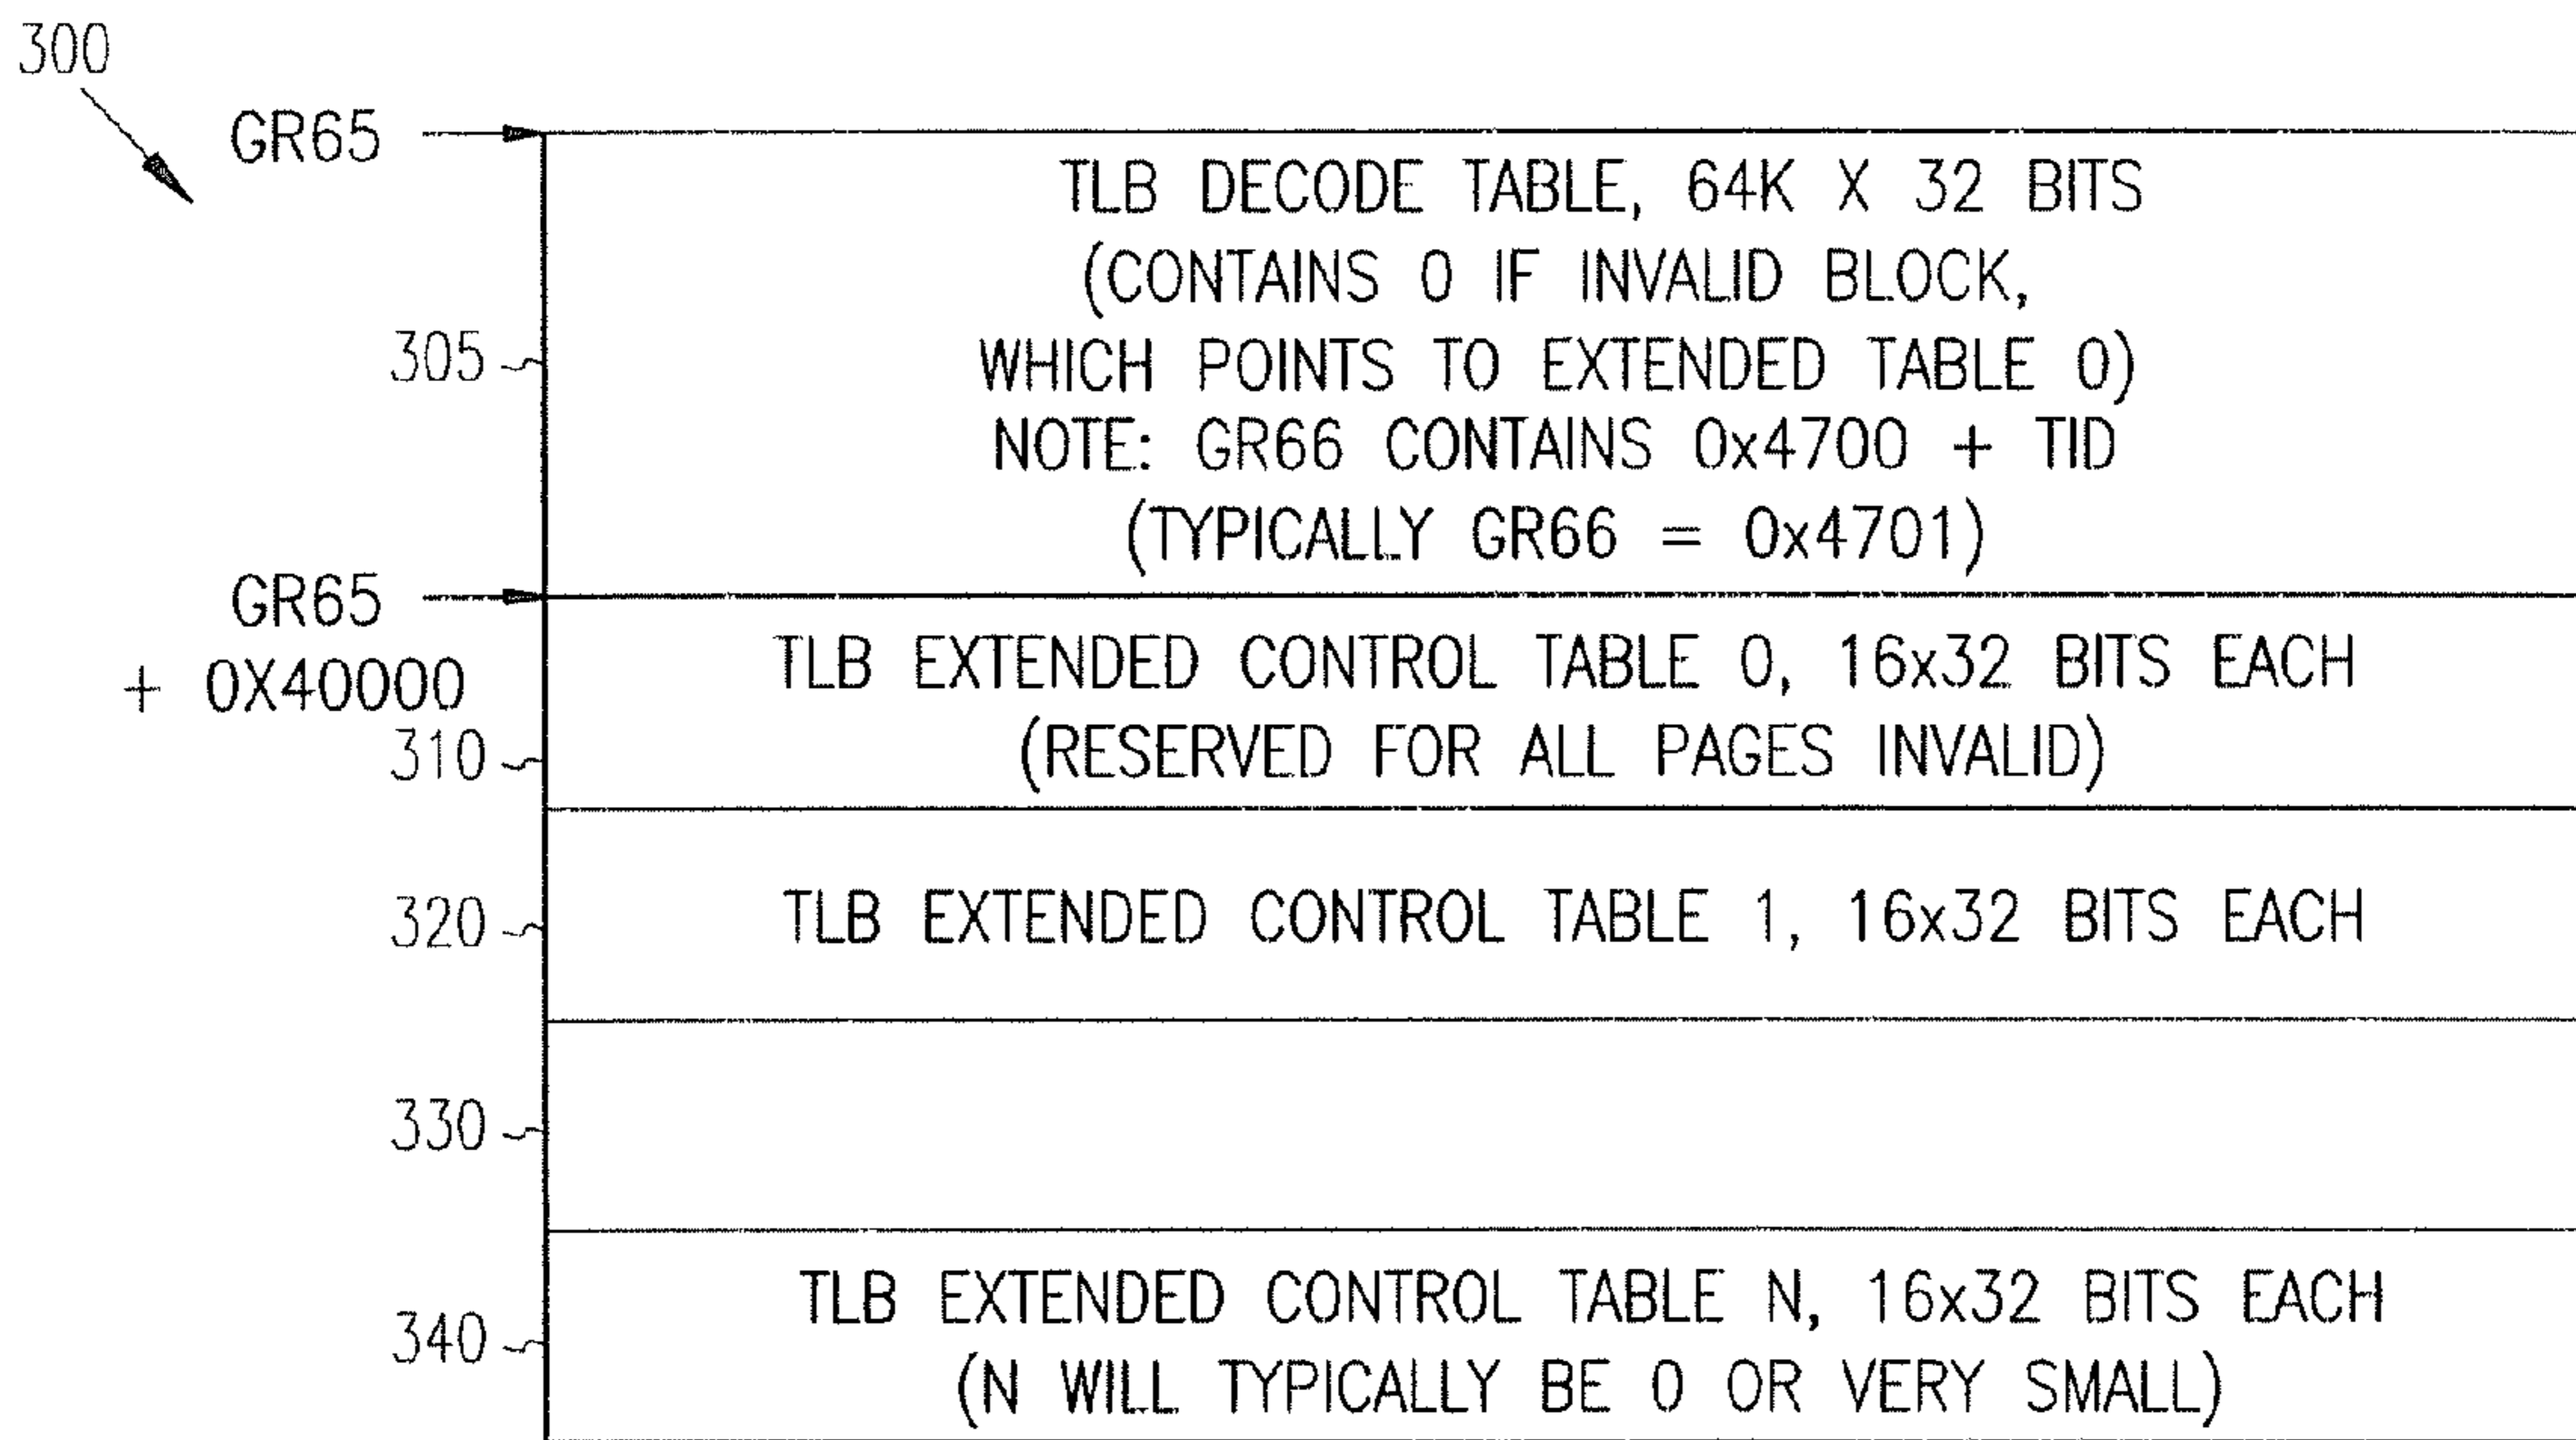 300
GR65
TLB DECODE TABLE, 64K X 32 BITS
(CONTAINS 0 IF INVALID BLOCK,
305
WHICH POINTS TO EXTENDED TABLE 0)
NOTE: GR66 CONTAINS 0x4700 + TID
(TYPICALLY GR66 = 0x4701)
GR65
+ 0X40000
TLB EXTENDED CONTROL TABLE 0, 16x32 BITS EACH
310
(RESERVED FOR ALL PAGES INVALID)
320
TLB EXTENDED CONTROL TABLE 1, 16x32 BITS EACH
330
TLB EXTENDED CONTROL TABLE N, 16x32 BITS EACH
340
(N WILL TYPICALLY BE 0 OR VERY SMALL)